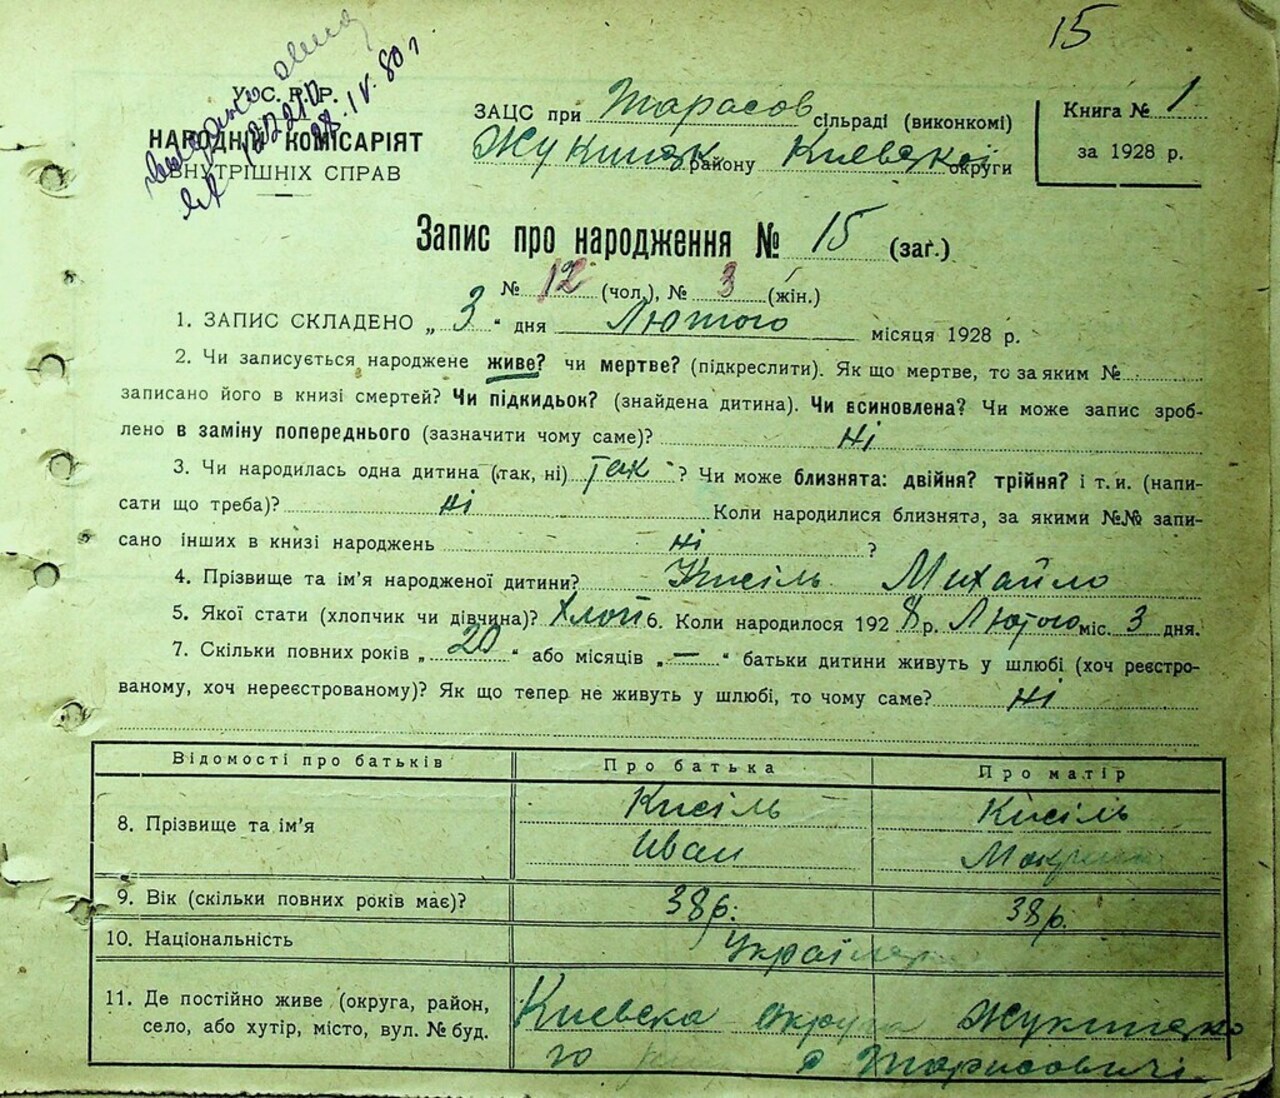 15
У. С. Р. Р.
НАРОДНІЙ КОМІСАРІЯТ
ВНУТРІШНІХ СПРАВ
28. IV. 80 г
ЗАЦС при Тарасов сільраді (виконкомі)
Жукинськ району Киевскої округи
Книга № 1
за 1928 р.
Запис про народження № 15 (заг.)
№ 12 (чол.), № 3 (жін.)
1. ЗАПИС СКЛАДЕНО „ 3 “ дня Лютого місяця 1928 р.
2. Чи записується народжене живе? чи мертве? (підкреслити). Як що мертве, то за яким №
записано його в книзі смертей? Чи підкидьок? (знайдена дитина). Чи всиновлена? Чи може запис зроб-
лено в заміну попереднього (зазначити чому саме)? Ні
3. Чи народилась одна дитина (так, ні) так ? Чи може близнята: двійня? трійня? і т. и. (напи-
сати що треба)? Ні Коли народилися близнята, за якими №№ запи-
сано інших в книзі народжень Ні ?
4. Прізвище та ім’я народженої дитини? Кисіль Михайло
5. Якої стати (хлопчик чи дівчина)? Хлоп 6. Коли народилося 192 8 р. Лютого міс. 3 дня.
7. Скільки повних років „ 20 “ або місяців „ — “ батьки дитини живуть у шлюбі (хоч реєстро-
ваному, хоч нереєстрованому)? Як що тепер не живуть у шлюбі, то чому саме? Ні
Відомості про батьків Про батька Про матір
8. Прізвище та ім’я Кисіль Кисіль
Иван
9. Вік (скільки повних років має)? 38 р. 38 р.
10. Національність
11. Де постійно живе (округа, район,
село, або хутір, місто, вул. № буд.
Киевска округа Жукинско
го с Тарасовичі